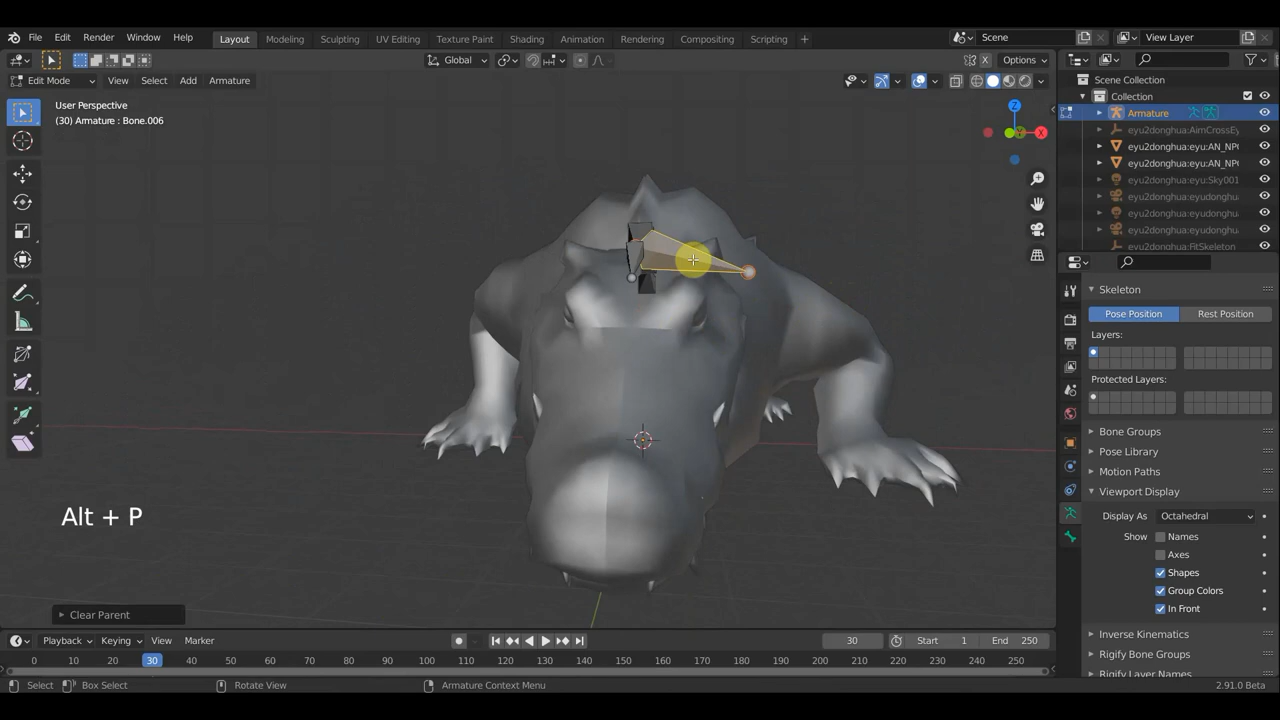 File Edit Render Window Help Layout Modeling Sculpting UV Editing Texture Paint Shading Animation Rendering Compositing Scripting + Scene View Layer
Global Options
Edit Mode View Select Add Armature
User Perspective
(30) Armature : Bone.006
Z
Y
X
Scene Collection
Collection
Armature
eyu2donghua:AimCrossEy
eyu2donghua:eyu:AN_NP
eyu2donghua:eyu:AN_NP
eyu2donghua:eyu:Sky001
eyu2donghua:eyudonghu
eyu2donghua:eyudonghu
eyu2donghua:eyudonghu
eyu2donghua:FitSkeleton
Skeleton
Pose Position Rest Position
Layers:
Protected Layers:
Bone Groups
Pose Library
Motion Paths
Viewport Display
Display As Octahedral
Show Names
Axes
Shapes
Group Colors
In Front
Inverse Kinematics
Rigify Bone Groups
Rigify Layer Names
Alt + P
Clear Parent
Playback Keying View Marker 30 Start 1 End 250
0 10 20 30 40 50 60 70 80 90 100 110 120 130 140 150 160 170 180 190 200 210 220 230 240 250
Select Box Select Rotate View Armature Context Menu 2.91.0 Beta